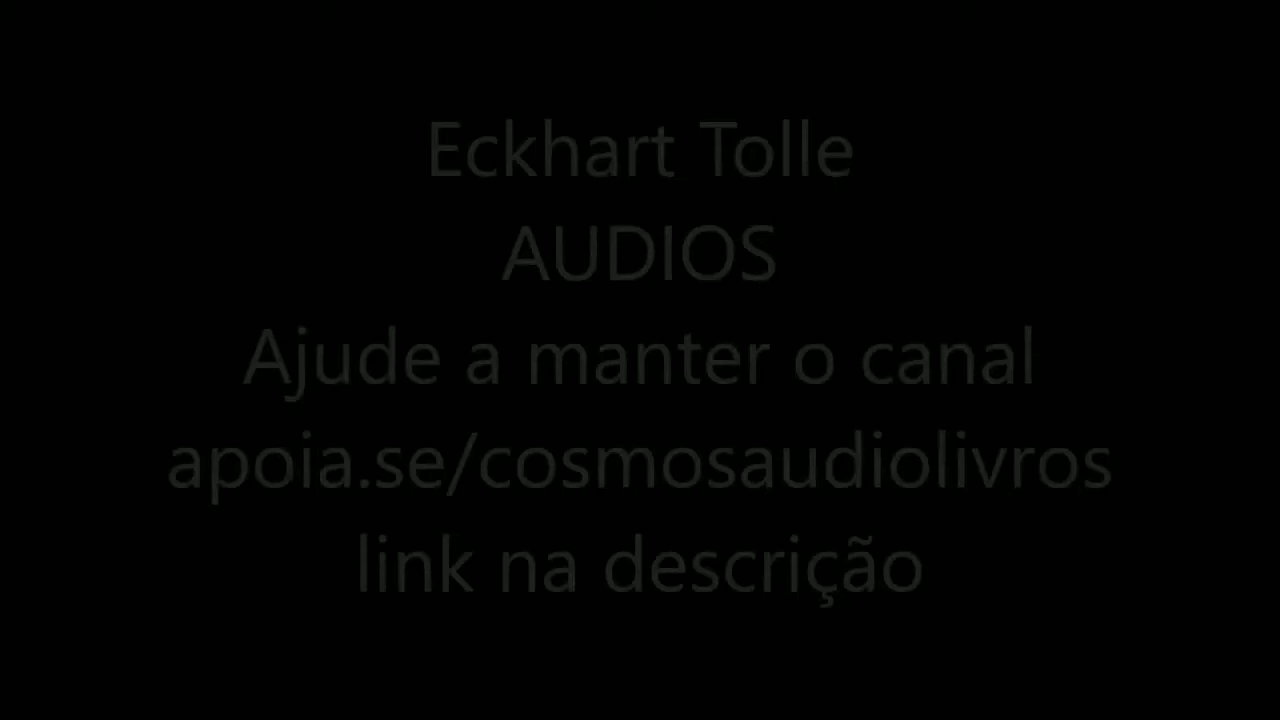 Eckhart Tolle
AUDIOS
Ajude a manter o canal
apoia.se/cosmosaudiolivros
link na descrição